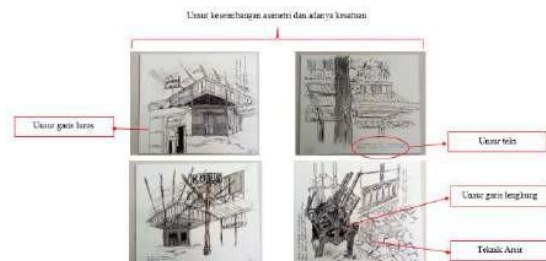 Unsur keseimbangan asimetri dan adanya kesatuan
Unsur garis lurus
Unsur teks
Unsur garis lengkung
Teknik Arsir